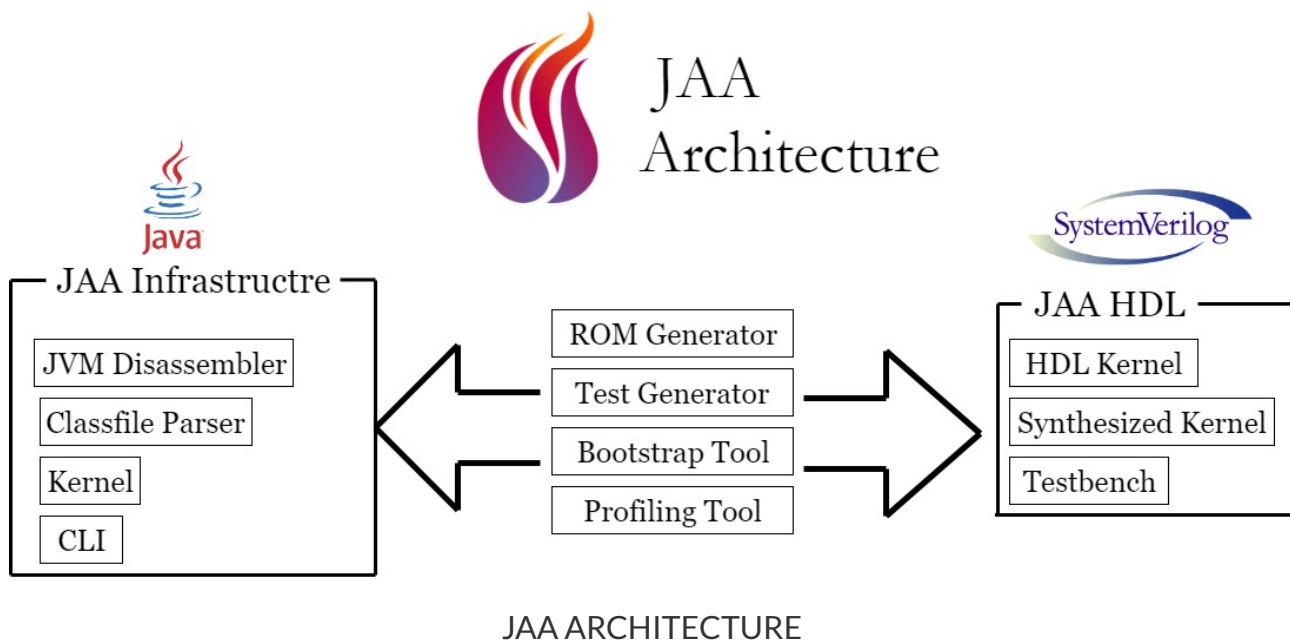 JAA
Architecture
Java
SystemVerilog
JAA Infrastructre
JVM Disassembler
Classfile Parser
Kernel
CLI
ROM Generator
Test Generator
Bootstrap Tool
Profiling Tool
JAA HDL
HDL Kernel
Synthesized Kernel
Testbench
JAA ARCHITECTURE